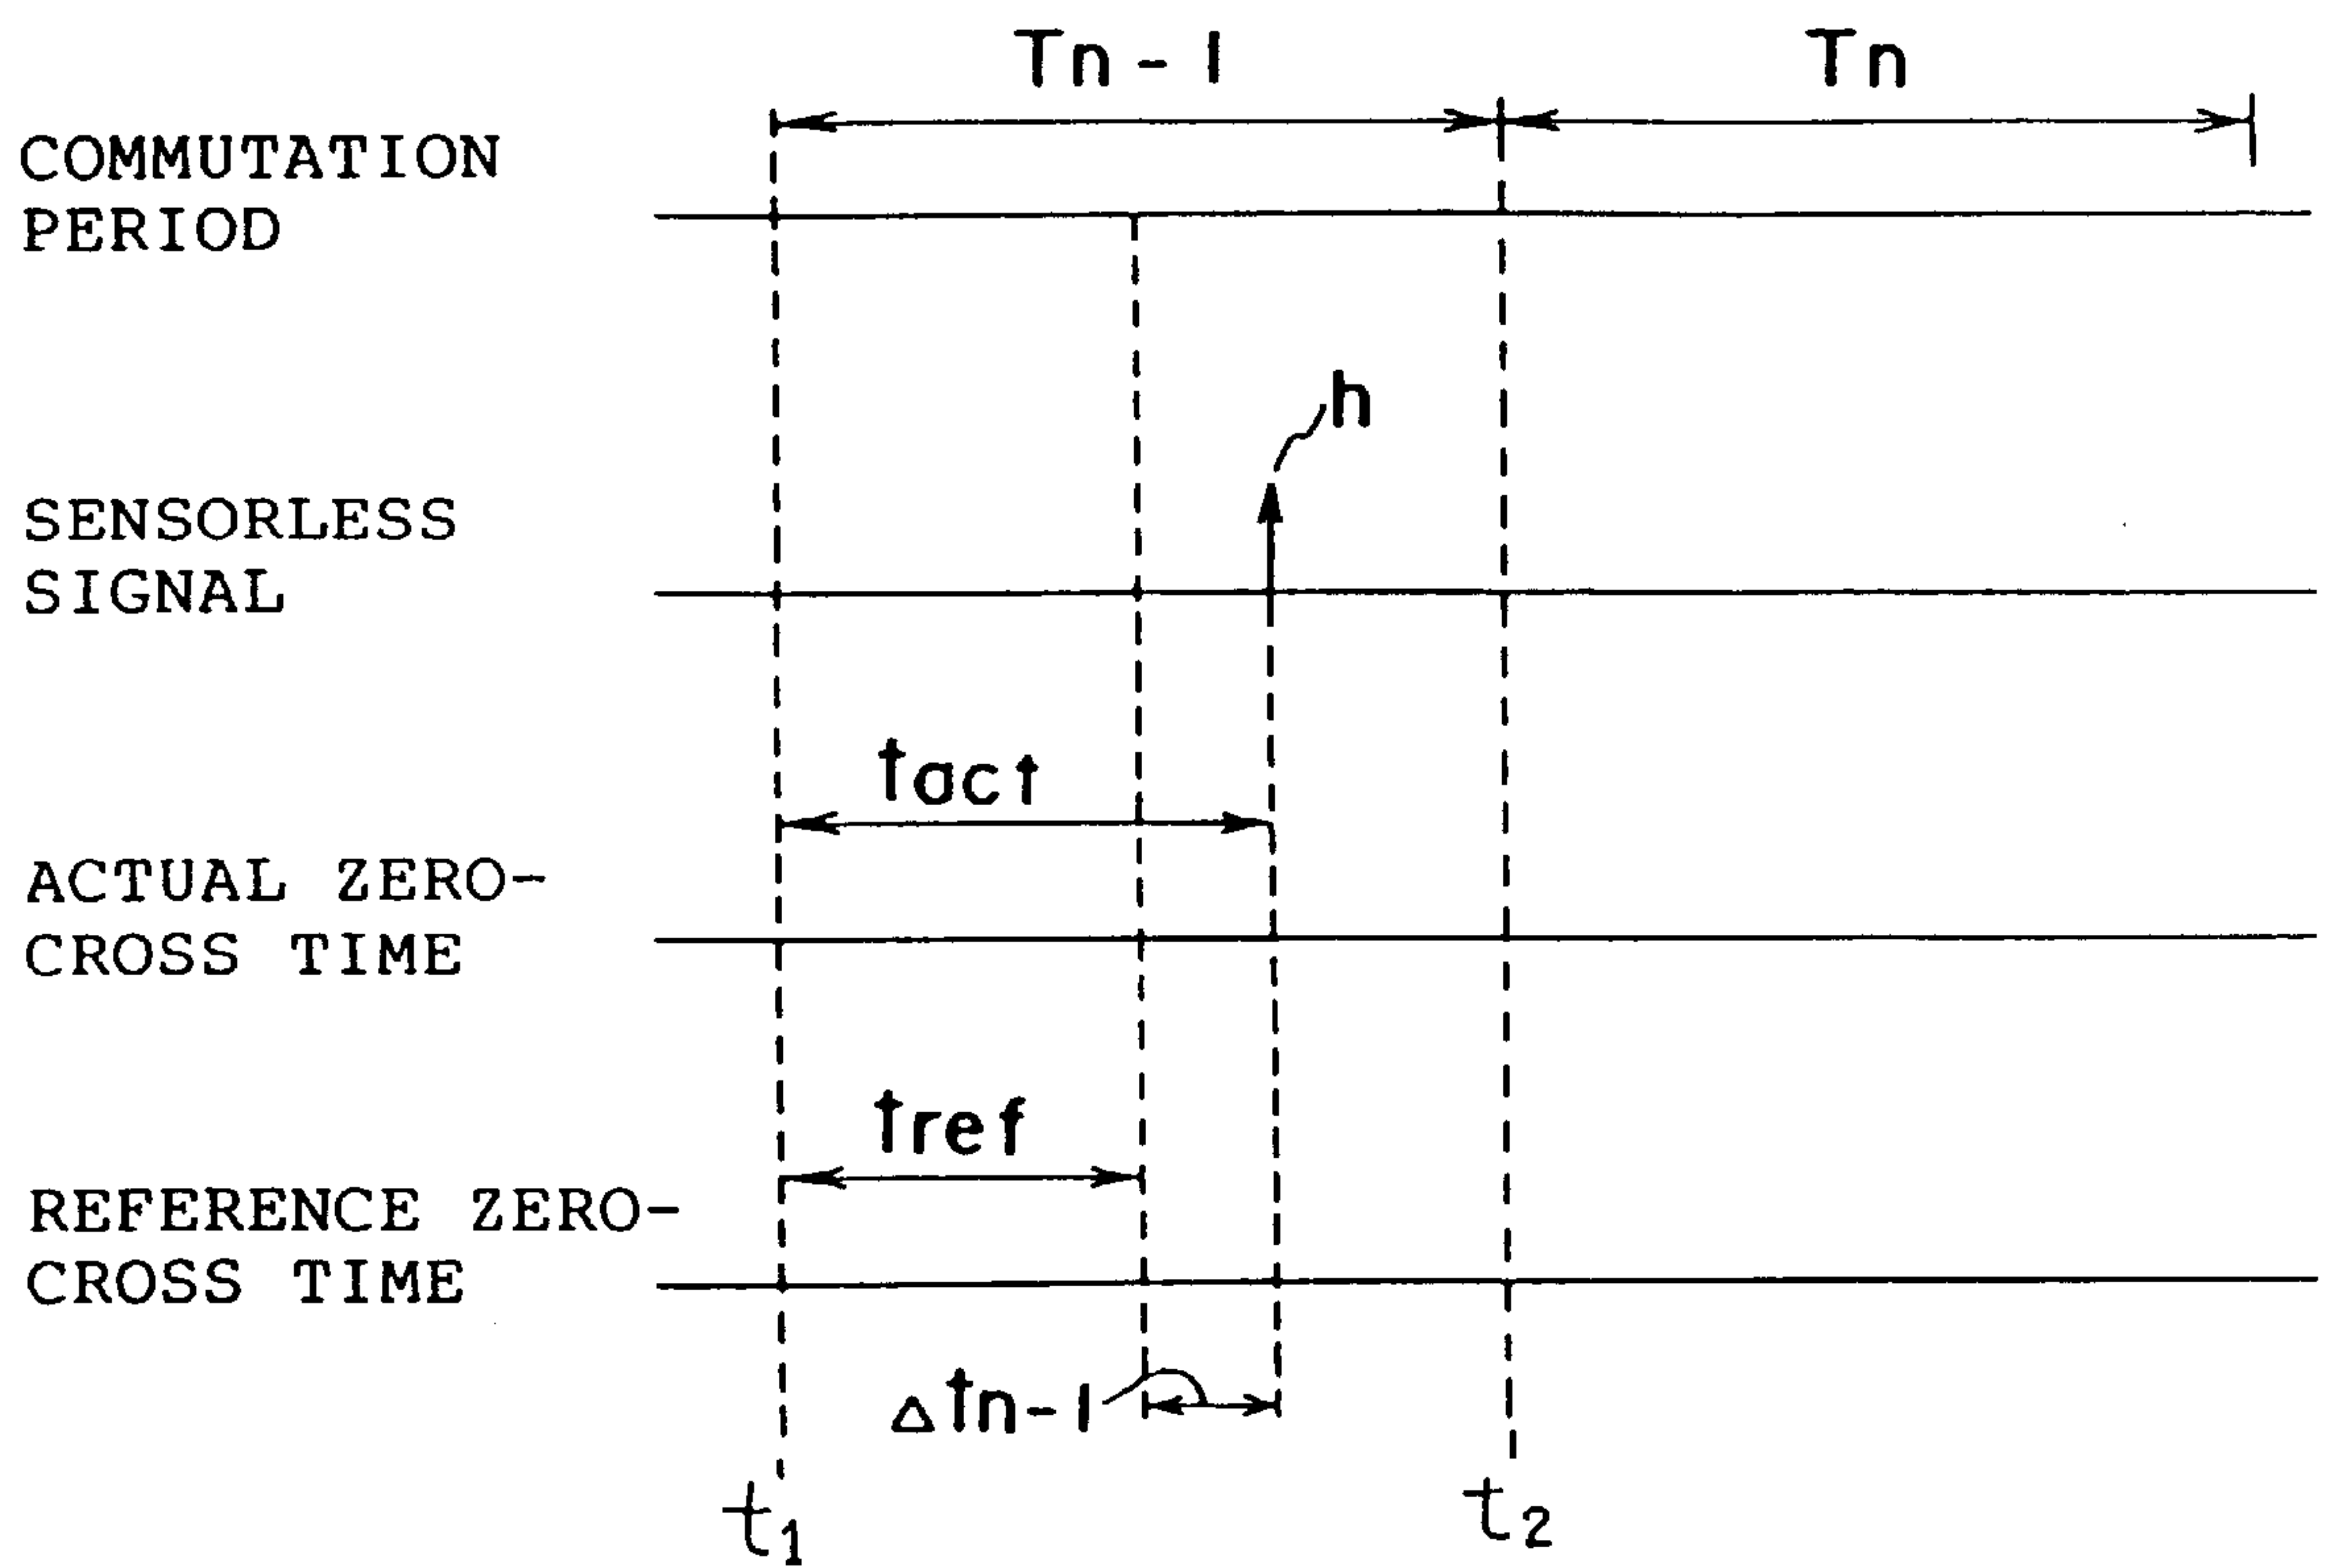 Tn-1
Tn
COMMUTATION
PERIOD
h
SENSORLESS
SIGNAL
tact
ACTUAL ZERO-
CROSS TIME
tref
REFERENCE ZERO-
CROSS TIME
△tn-1
t1
t2